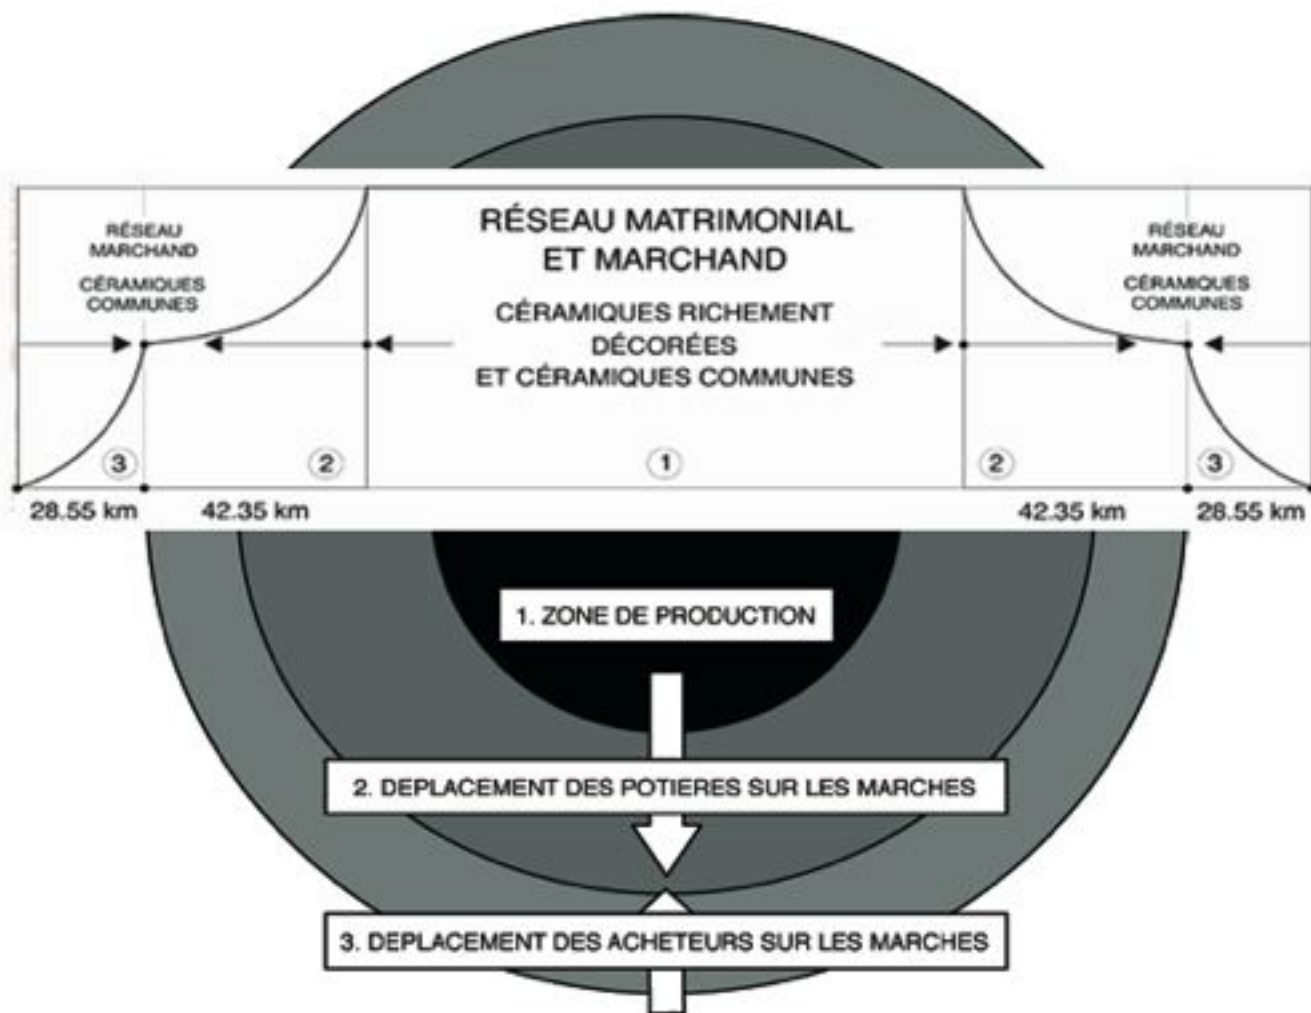 RÉSEAU
MARCHAND
CÉRAMIQUES
COMMUNES
RÉSEAU MATRIMONIAL
ET MARCHAND
CÉRAMIQUES RICHEMENT
DÉCORÉES
ET CÉRAMIQUES COMMUNES
RÉSEAU
MARCHAND
CÉRAMIQUES
COMMUNES
3
2
1
2
3
28.55 km
42.35 km
42.35 km
28.55 km
1. ZONE DE PRODUCTION
2. DEPLACEMENT DES POTIERES SUR LES MARCHES
3. DEPLACEMENT DES ACHETEURS SUR LES MARCHES